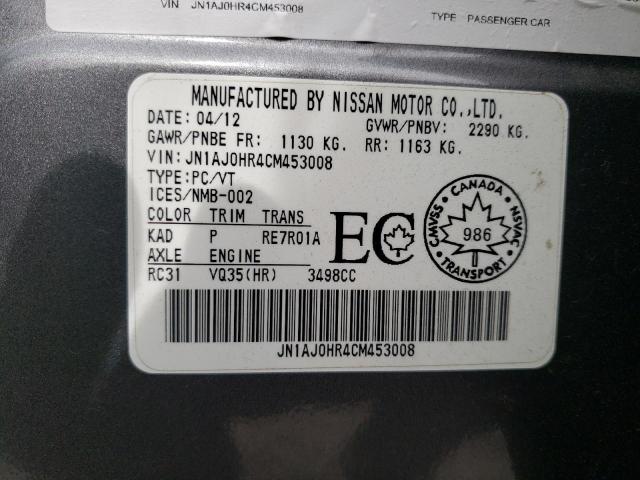 VIN JN1AJ0HR4CM453008
TYPE PASSENGER CAR
MANUFACTURED BY NISSAN MOTOR CO.,LTD.
DATE: 04/12 GVWR/PNBV: 2290 KG.
GAWR/PNBE FR: 1130 KG. RR: 1163 KG.
VIN: JN1AJ0HR4CM453008
TYPE: PC/VT
ICES/NMB-002
COLOR TRIM TRANS
KAD P RE7R01A
AXLE ENGINE
RC31 VQ35(HR) 3498CC
EC
CANADA
CMVSS 986 NSVAC
TRANSPORT
JN1AJ0HR4CM453008